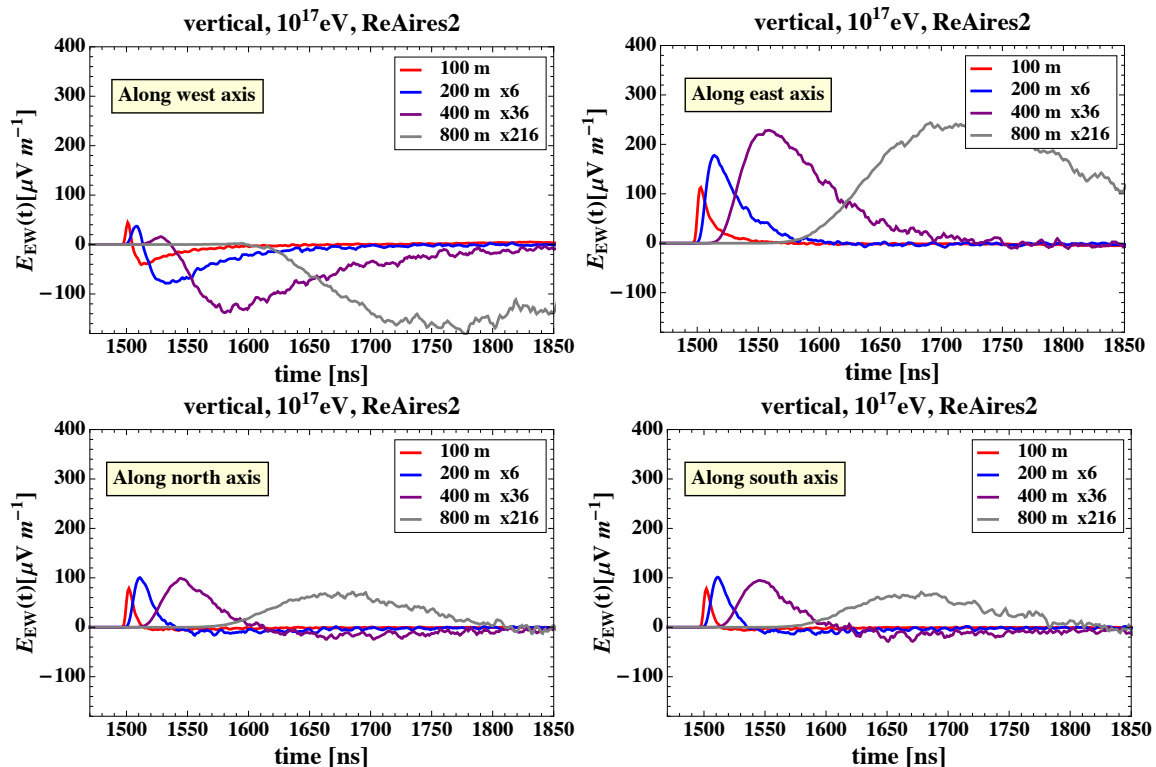 vertical, 10¹⁷eV, ReAires2
400
300
200
100
0
−100
E_EW(t)[μV m⁻¹]
Along west axis
100 m
200 m x6
400 m x36
800 m x216
1500 1550 1600 1650 1700 1750 1800 1850
time [ns]
vertical, 10¹⁷eV, ReAires2
400
300
200
100
0
−100
E_EW(t)[μV m⁻¹]
Along east axis
100 m
200 m x6
400 m x36
800 m x216
1500 1550 1600 1650 1700 1750 1800 1850
time [ns]
vertical, 10¹⁷eV, ReAires2
400
300
200
100
0
−100
E_EW(t)[μV m⁻¹]
Along north axis
100 m
200 m x6
400 m x36
800 m x216
1500 1550 1600 1650 1700 1750 1800 1850
time [ns]
vertical, 10¹⁷eV, ReAires2
400
300
200
100
0
−100
E_EW(t)[μV m⁻¹]
Along south axis
100 m
200 m x6
400 m x36
800 m x216
1500 1550 1600 1650 1700 1750 1800 1850
time [ns]